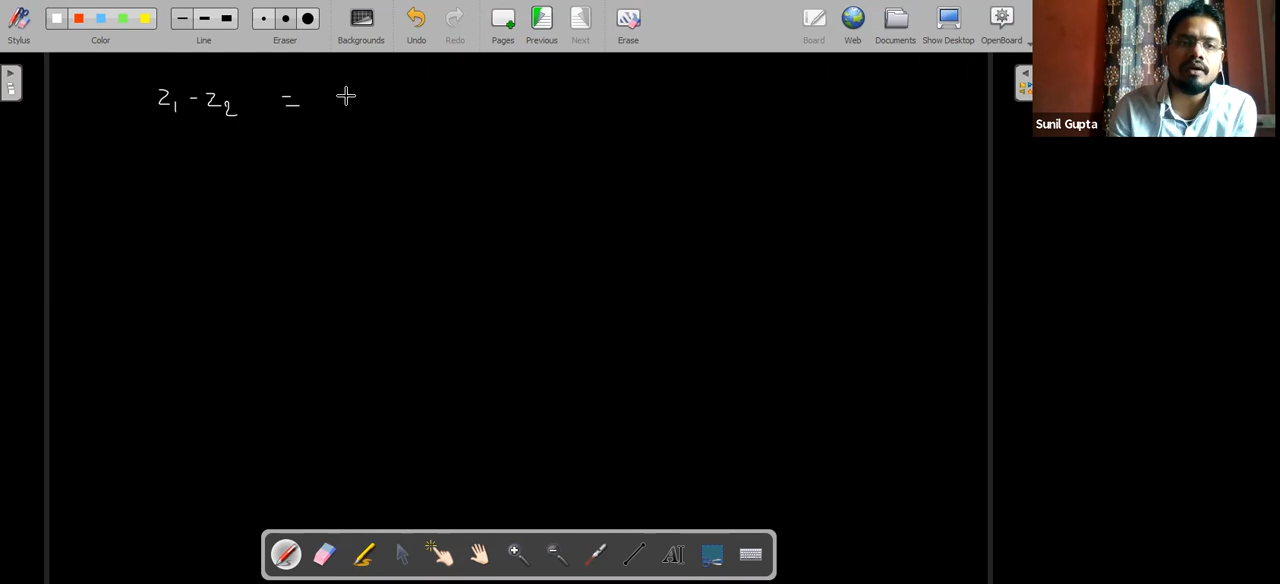 Stylus Color Line Eraser Backgrounds Undo Redo Pages Previous Next Erase Board Web Documents Show Desktop OpenBoard
z₁ - z₂ =
Sunil Gupta
AI